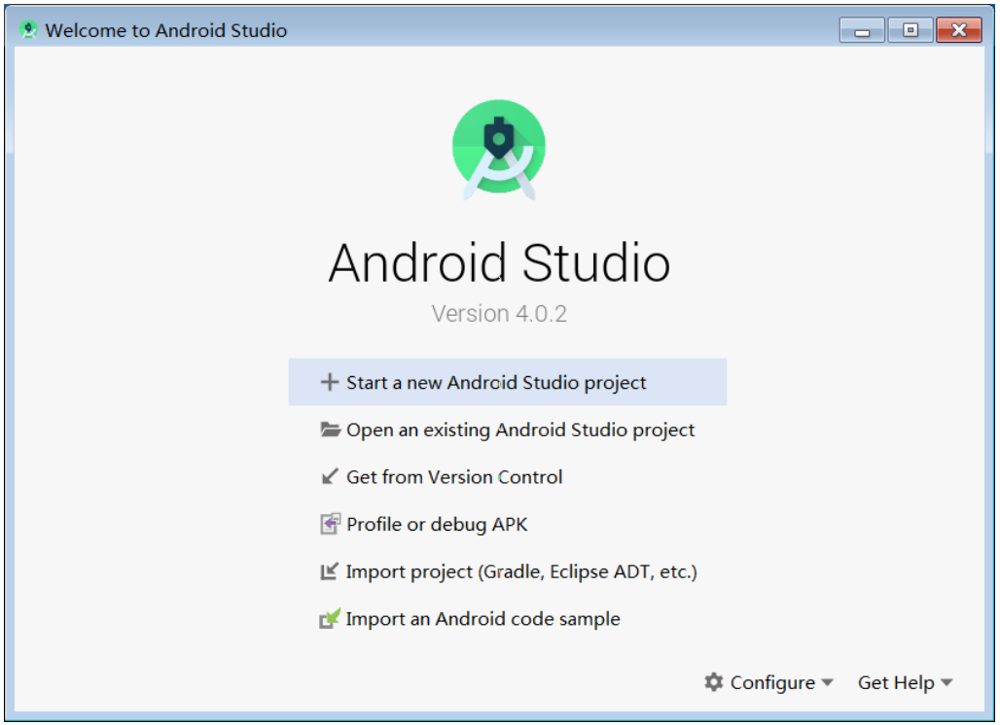 Welcome to Android Studio
Android Studio
Version 4.0.2
Start a new Android Studio project
Open an existing Android Studio project
Get from Version Control
Profile or debug APK
Import project (Gradle, Eclipse ADT, etc.)
Import an Android code sample
Configure Get Help